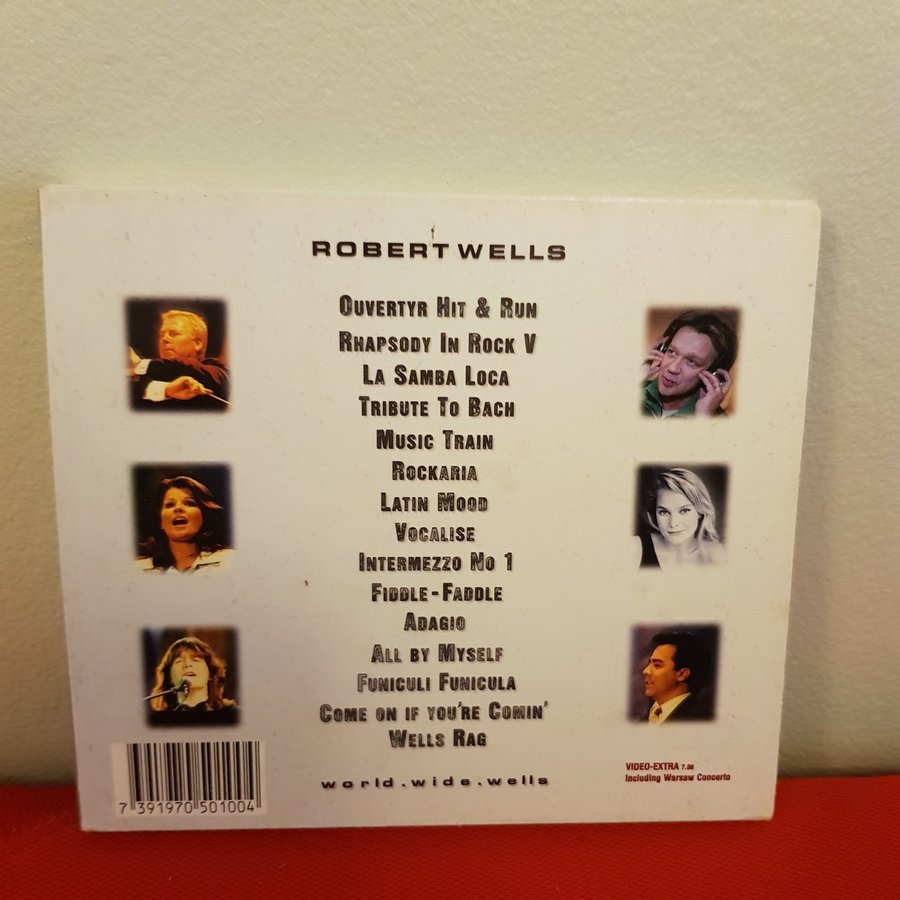 ROBERT WELLS
OUVERTYR HIT & RUN
RHAPSODY IN ROCK V
LA SAMBA LOCA
TRIBUTE TO BACH
MUSIC TRAIN
ROCKARIA
LATIN MOOD
VOCALISE
INTERMEZZO NO 1
FIDDLE-FADDLE
ADAGIO
ALL BY MYSELF
FUNICULI FUNICULA
COME ON IF YOU'RE COMIN'
WELLS RAG
world.wide.wells
7 391970 501004
VIDEO-EXTRA 7.06
Including Warsaw Concerto